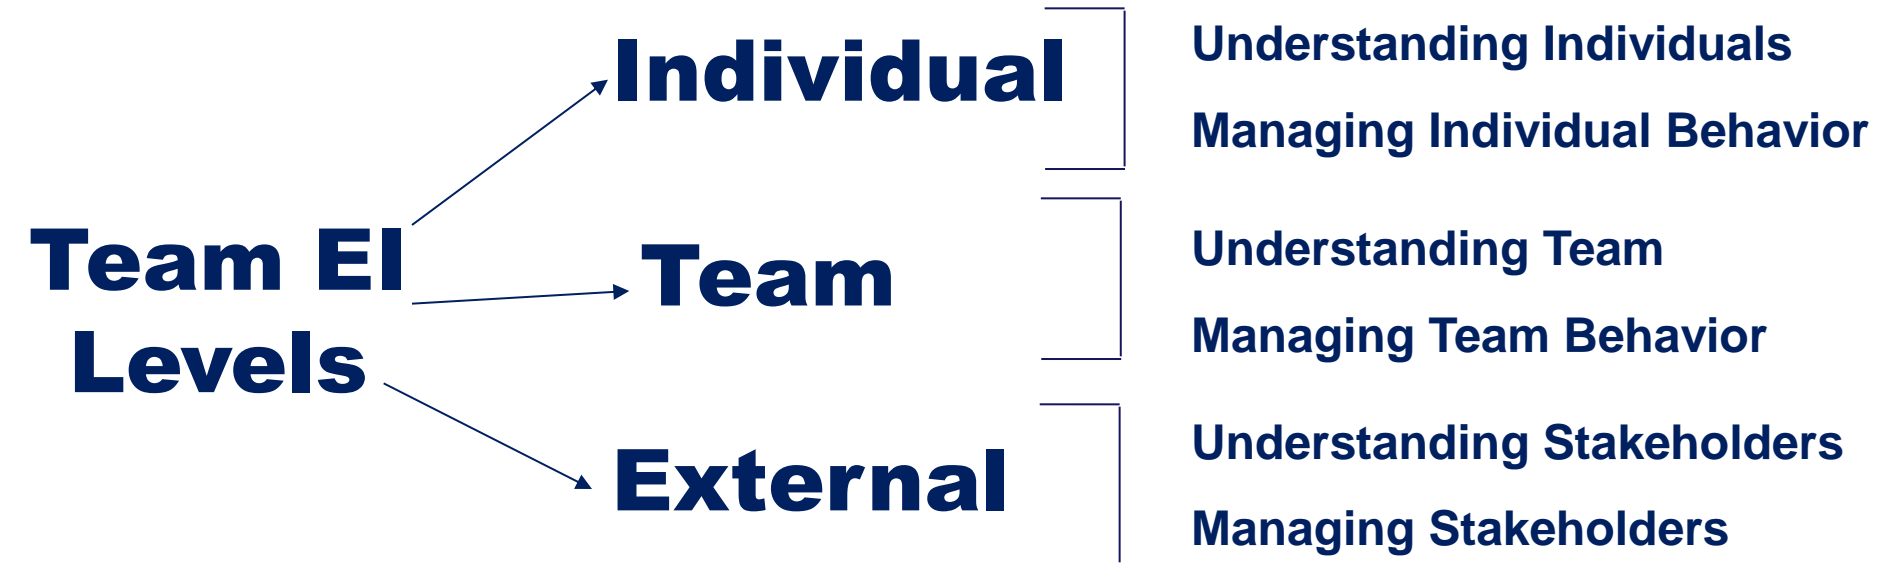 Team EI
Levels
Individual
Understanding Individuals
Managing Individual Behavior
Team
Understanding Team
Managing Team Behavior
External
Understanding Stakeholders
Managing Stakeholders